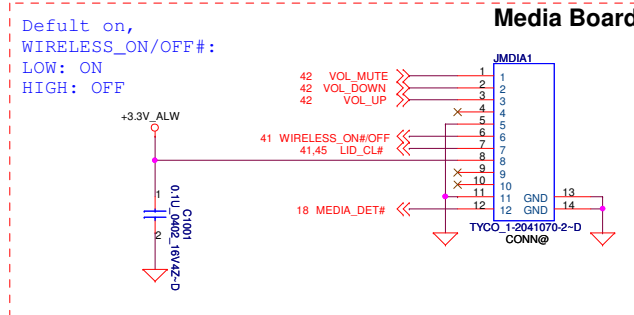 Media Board
Defult on,
WIRELESS_ON/OFF#:
LOW: ON
HIGH: OFF
JMDIA1
42 VOL_MUTE 1 1
42 VOL_DOWN 2 2
42 VOL_UP 3 3
4 4
5 5
41 WIRELESS_ON#/OFF 6 6
41,45 LID_CL# 7 7
+3.3V_ALW 8 8
9 9
10 10
11 11 GND 13
18 MEDIA_DET# 12 12 GND 14
TYCO_1-2041070-2~D
CONN@
1
2
C1001
0.1U_0402_16V4Z~D